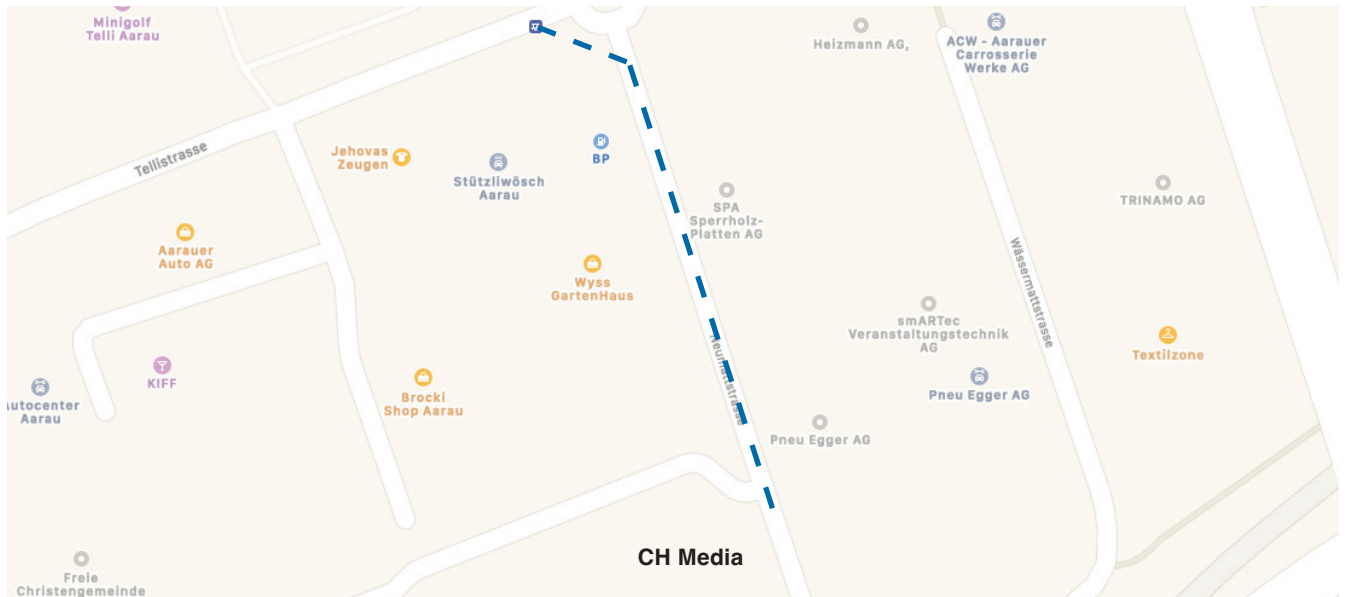 Minigolf
Telli Aarau
Heizmann AG,
ACW - Aarauer
Carrosserie
Werke AG
Tellistrasse
Jehovas
Zeugen
BP
Stützliwösch
Aarau
SPA
Sperrholz-
Platten AG
TRINAMO AG
Aarauer
Auto AG
Wyss
GartenHaus
Wässermattstrasse
smARTec
Veranstaltungstechnik
AG
Textilzone
Neumattstrasse
KIFF
Autocenter
Aarau
Brocki
Shop Aarau
Pneu Egger AG
Pneu Egger AG
CH Media
Freie
Christengemeinde